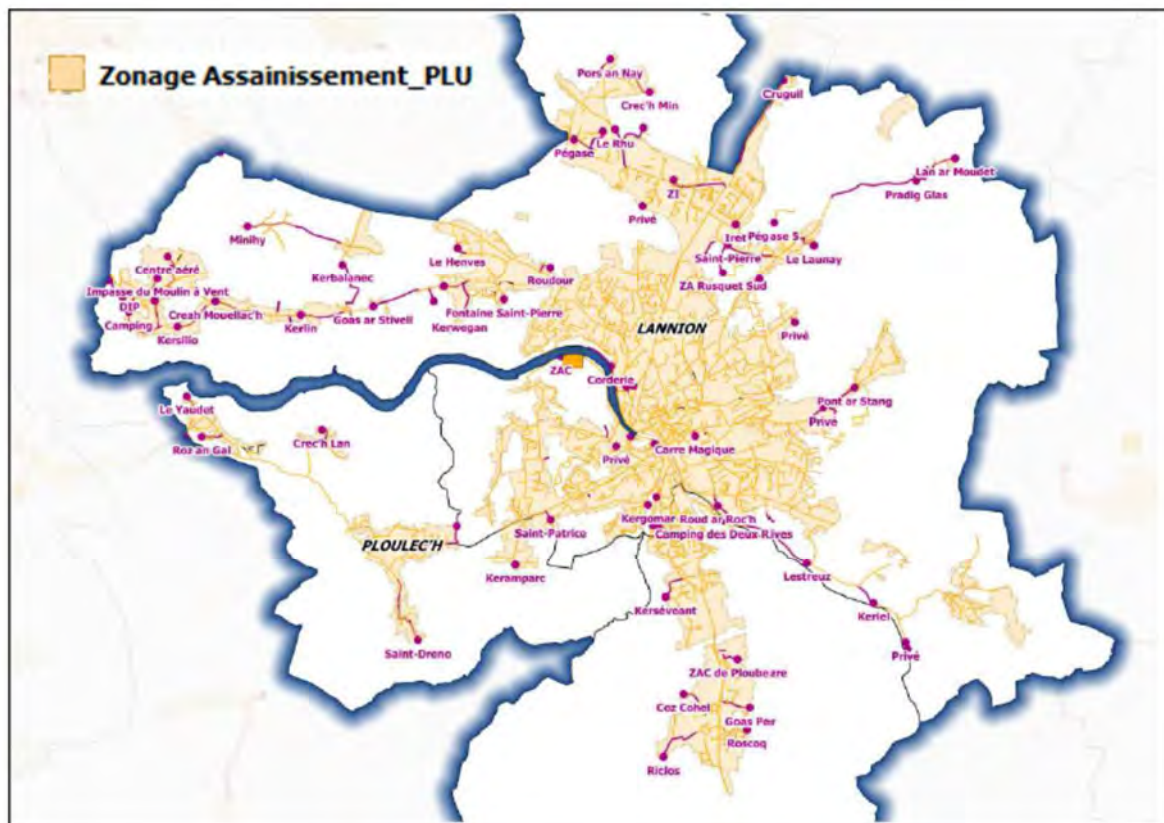 Zonage Assainissement_PLU
Pors an Nay
Crec'h Min
Cruguil
Le Rhu
Pégase
Lan ar Moudet
ZI
Pradig Glas
Privé
Minihy
Iret
Pégase S
Le Henves
Saint-Pierre
Le Launay
Centre aéré
Kerbalanec
Roudour
ZA Rusquet Sud
Impasse du Moulin à Vent
DIP
Creah Mouellac'h
Goas ar Stivell
Fontaine Saint-Pierre
Camping
Kerlin
Kerwegan
LANNION
Privé
Kersilio
ZAC
Corderie
Le Yaudet
Pont ar Stang
Privé
Roz an Gal
Crec'h Lan
Privé
Carre Magique
Kergomar
Roud ar Roc'h
Saint-Patrice
Camping des Deux Rives
PLOULEC'H
Keramparc
Lestreuz
Kerséveant
Keriel
Saint-Dreno
Privé
ZAC de Ploubezre
Coz Cohel
Goas Per
Roscoq
Riclos